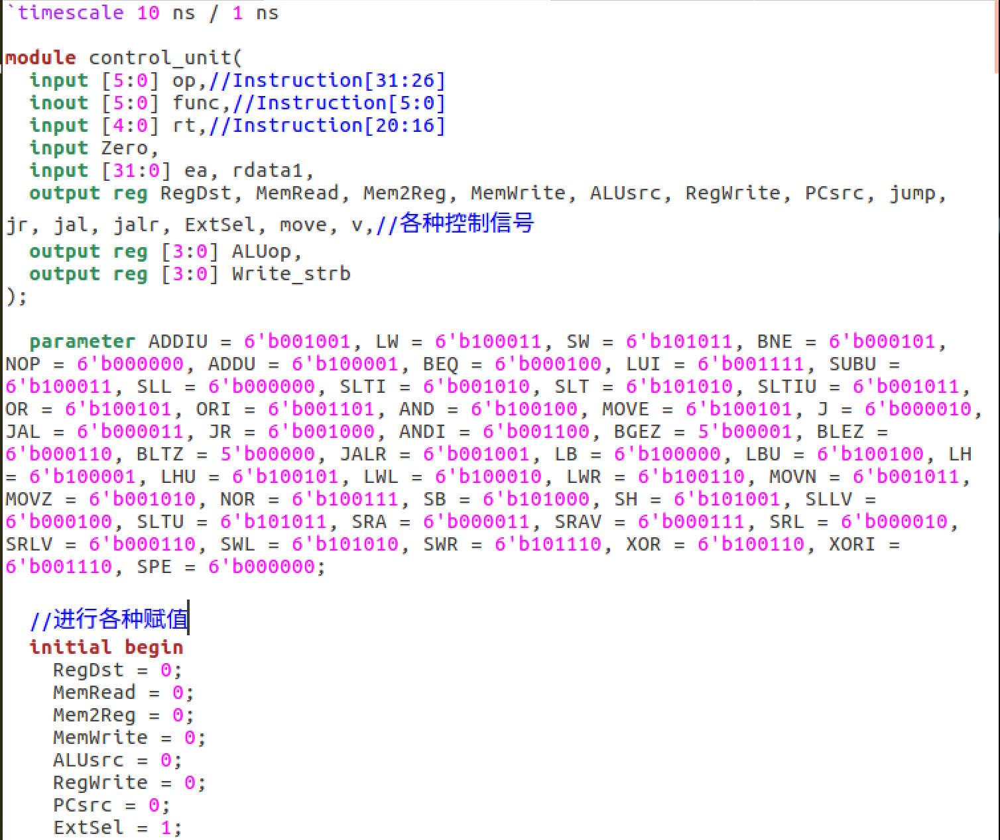 `timescale 10 ns / 1 ns
module control_unit(
input [5:0] op,//Instruction[31:26]
inout [5:0] func,//Instruction[5:0]
input [4:0] rt,//Instruction[20:16]
input Zero,
input [31:0] ea, rdata1,
output reg RegDst, MemRead, Mem2Reg, MemWrite, ALUsrc, RegWrite, PCsrc, jump,
jr, jal, jalr, ExtSel, move, v,//各种控制信号
output reg [3:0] ALUop,
output reg [3:0] Write_strb
);
parameter ADDIU = 6'b001001, LW = 6'b100011, SW = 6'b101011, BNE = 6'b000101,
NOP = 6'b000000, ADDU = 6'b100001, BEQ = 6'b000100, LUI = 6'b001111, SUBU =
6'b100011, SLL = 6'b000000, SLTI = 6'b001010, SLT = 6'b101010, SLTIU = 6'b001011,
OR = 6'b100101, ORI = 6'b001101, AND = 6'b100100, MOVE = 6'b100101, J = 6'b000010,
JAL = 6'b000011, JR = 6'b001000, ANDI = 6'b001100, BGEZ = 5'b00001, BLEZ =
6'b000110, BLTZ = 5'b00000, JALR = 6'b001001, LB = 6'b100000, LBU = 6'b100100, LH
= 6'b100001, LHU = 6'b100101, LWL = 6'b100010, LWR = 6'b100110, MOVN = 6'b001011,
MOVZ = 6'b001010, NOR = 6'b100111, SB = 6'b101000, SH = 6'b101001, SLLV =
6'b000100, SLTU = 6'b101011, SRA = 6'b000011, SRAV = 6'b000111, SRL = 6'b000010,
SRLV = 6'b000110, SWL = 6'b101010, SWR = 6'b101110, XOR = 6'b100110, XORI =
6'b001110, SPE = 6'b000000;
//进行各种赋值
initial begin
RegDst = 0;
MemRead = 0;
Mem2Reg = 0;
MemWrite = 0;
ALUsrc = 0;
RegWrite = 0;
PCsrc = 0;
ExtSel = 1;